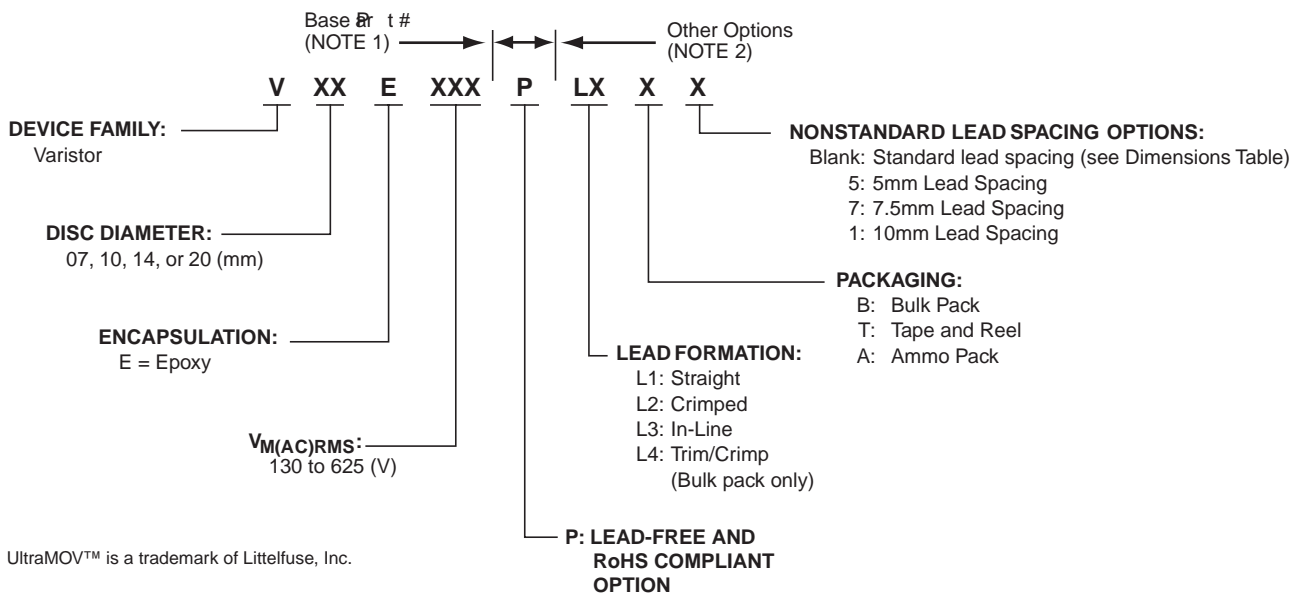 Base Part #
(NOTE 1)
Other Options
(NOTE 2)
V XX E XXX P LX X X
DEVICE FAMILY:
Varistor
DISC DIAMETER:
07, 10, 14, or 20 (mm)
ENCAPSULATION:
E = Epoxy
VM(AC)RMS:
130 to 625 (V)
NONSTANDARD LEAD SPACING OPTIONS:
Blank: Standard lead spacing (see Dimensions Table)
5: 5mm Lead Spacing
7: 7.5mm Lead Spacing
1: 10mm Lead Spacing
PACKAGING:
B: Bulk Pack
T: Tape and Reel
A: Ammo Pack
LEAD FORMATION:
L1: Straight
L2: Crimped
L3: In-Line
L4: Trim/Crimp
(Bulk pack only)
P: LEAD-FREE AND
RoHS COMPLIANT
OPTION
UltraMOV™ is a trademark of Littelfuse, Inc.